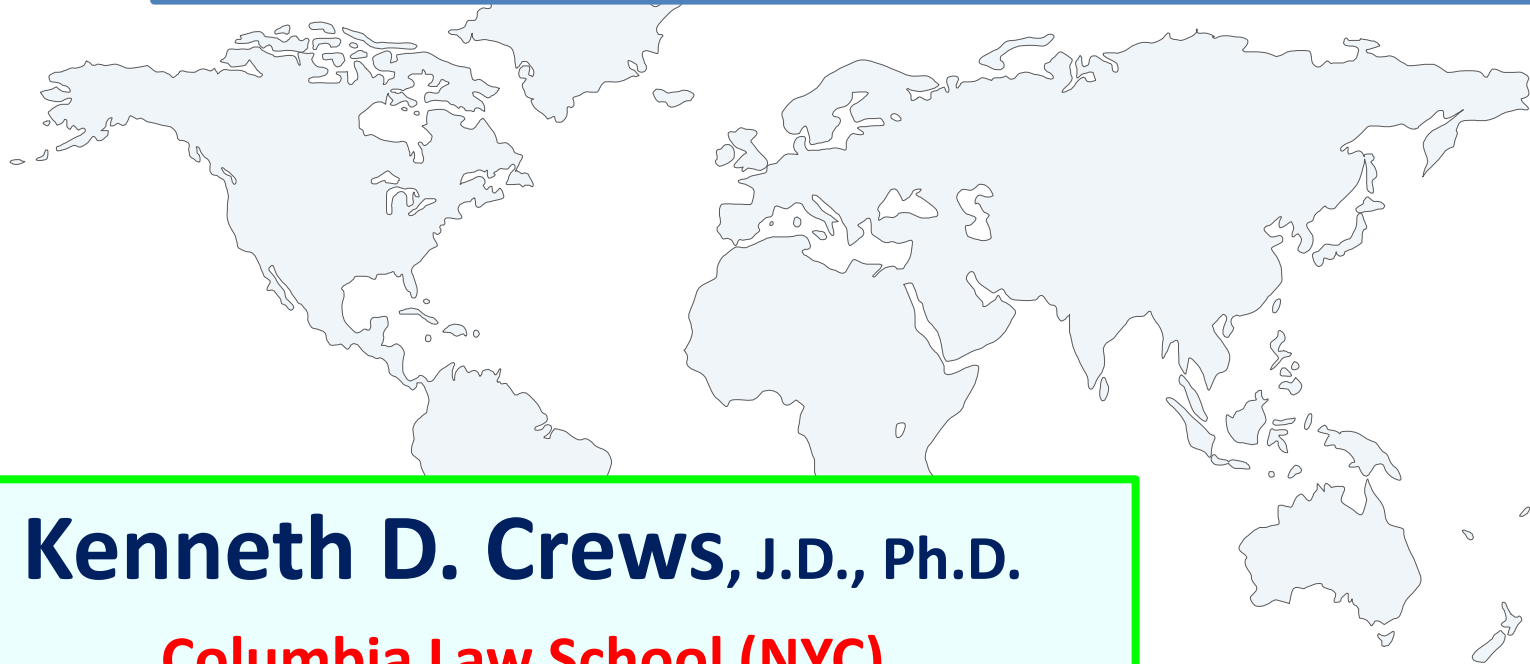 Kenneth D. Crews, J.D., Ph.D.
Columbia Law School (NYC)